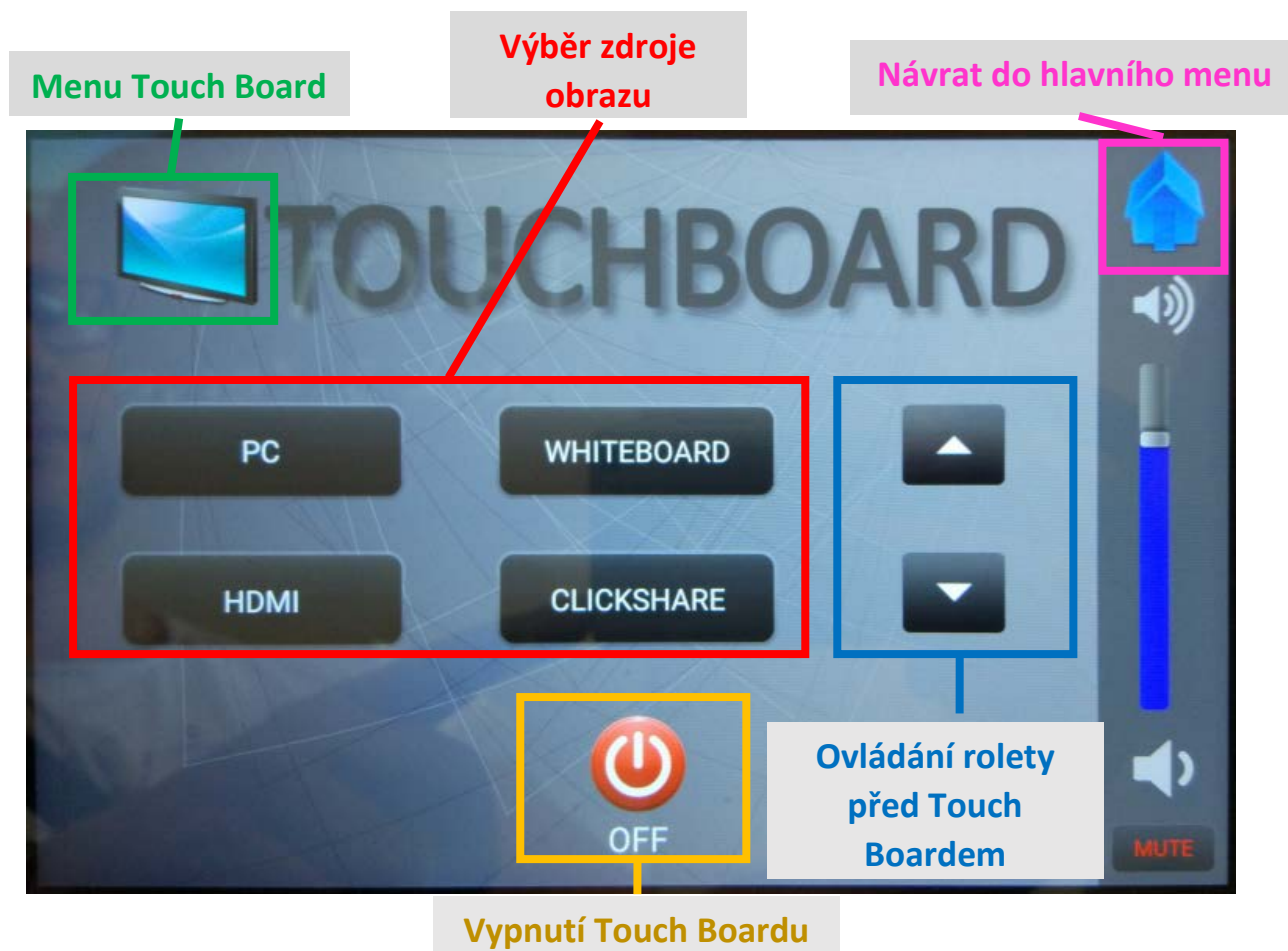 Výběr zdroje
obrazu
Menu Touch Board
Návrat do hlavního menu
TOUCHBOARD
PC
WHITEBOARD
HDMI
CLICKSHARE
OFF
Ovládání rolety
před Touch
Boardem
MUTE
Vypnutí Touch Boardu